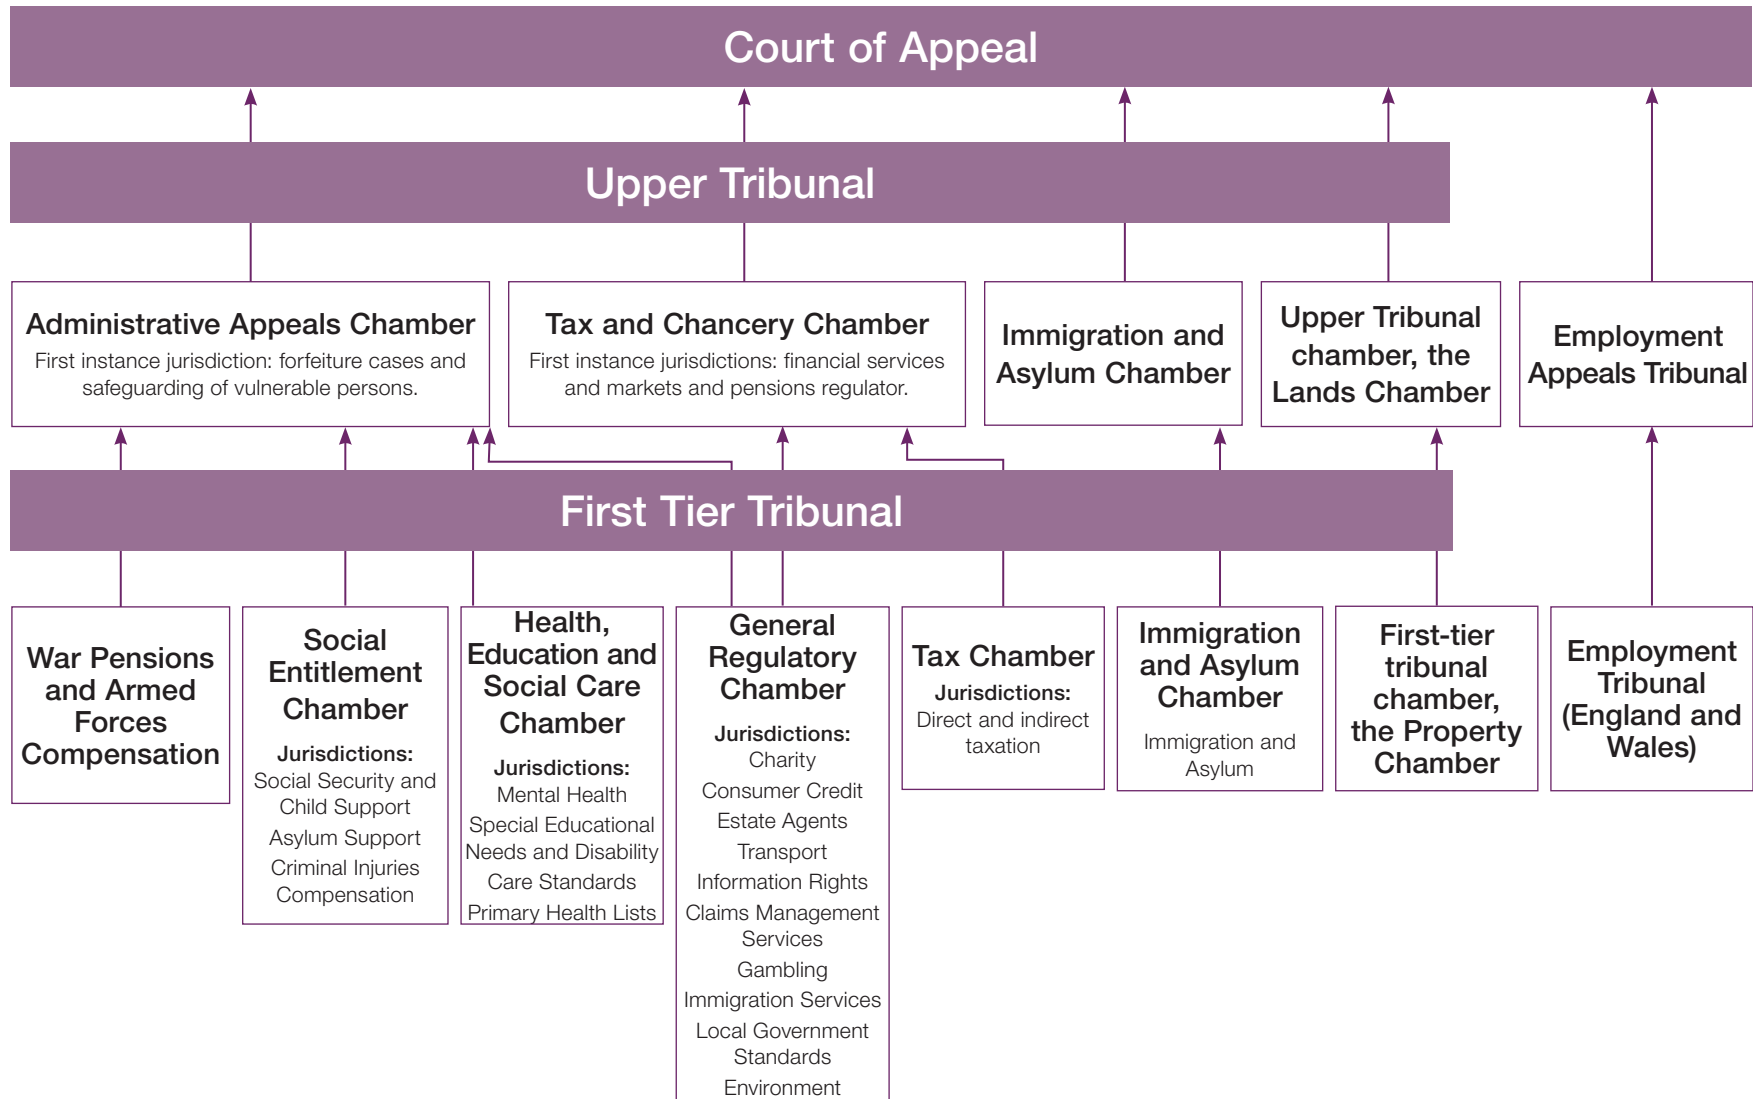 Court of Appeal
Upper Tribunal
Administrative Appeals Chamber
First instance jurisdiction: forfeiture cases and
safeguarding of vulnerable persons.
Tax and Chancery Chamber
First instance jurisdictions: financial services
and markets and pensions regulator.
Immigration and
Asylum Chamber
Upper Tribunal
chamber, the
Lands Chamber
Employment
Appeals Tribunal
First Tier Tribunal
War Pensions
and Armed
Forces
Compensation
Social
Entitlement
Chamber
Jurisdictions:
Social Security and
Child Support
Asylum Support
Criminal Injuries
Compensation
Health,
Education and
Social Care
Chamber
Jurisdictions:
Mental Health
Special Educational
Needs and Disability
Care Standards
Primary Health Lists
General
Regulatory
Chamber
Jurisdictions:
Charity
Consumer Credit
Estate Agents
Transport
Information Rights
Claims Management
Services
Gambling
Immigration Services
Local Government
Standards
Environment
Tax Chamber
Jurisdictions:
Direct and indirect
taxation
Immigration
and Asylum
Chamber
Immigration and
Asylum
First-tier
tribunal
chamber,
the Property
Chamber
Employment
Tribunal
(England and
Wales)